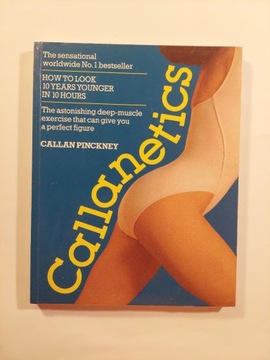 The sensational
worldwide No. 1 bestseller
HOW TO LOOK
10 YEARS YOUNGER
IN 10 HOURS
The astonishing deep-muscle
exercise that can give you
a perfect figure
CALLAN PINCKNEY
Callanetics